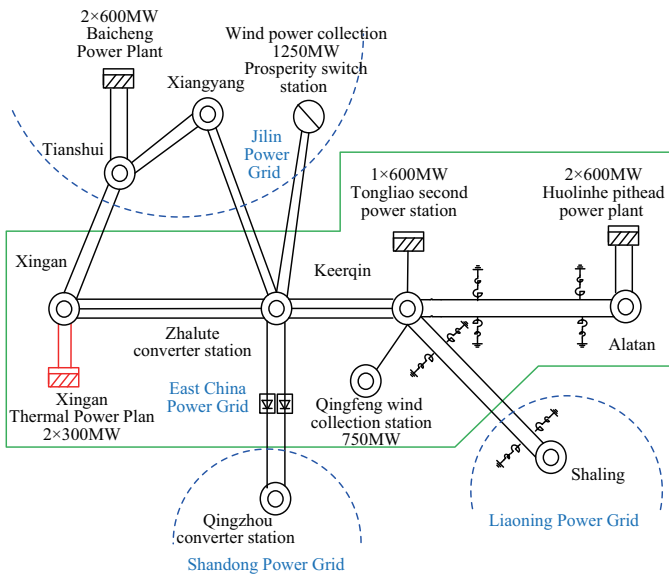 2×600MW
Baicheng
Power Plant
Wind power collection
1250MW
Prosperity switch
station
Xiangyang
Tianshui
Jilin
Power
Grid
1×600MW
Tongliao second
power station
2×600MW
Huolinhe pithead
power plant
Xingan
Keerqin
Zhalute
converter station
Alatan
East China
Power Grid
Xingan
Thermal Power Plan
2×300MW
Qingfeng wind
collection station
750MW
Shaling
Qingzhou
converter station
Liaoning Power Grid
Shandong Power Grid